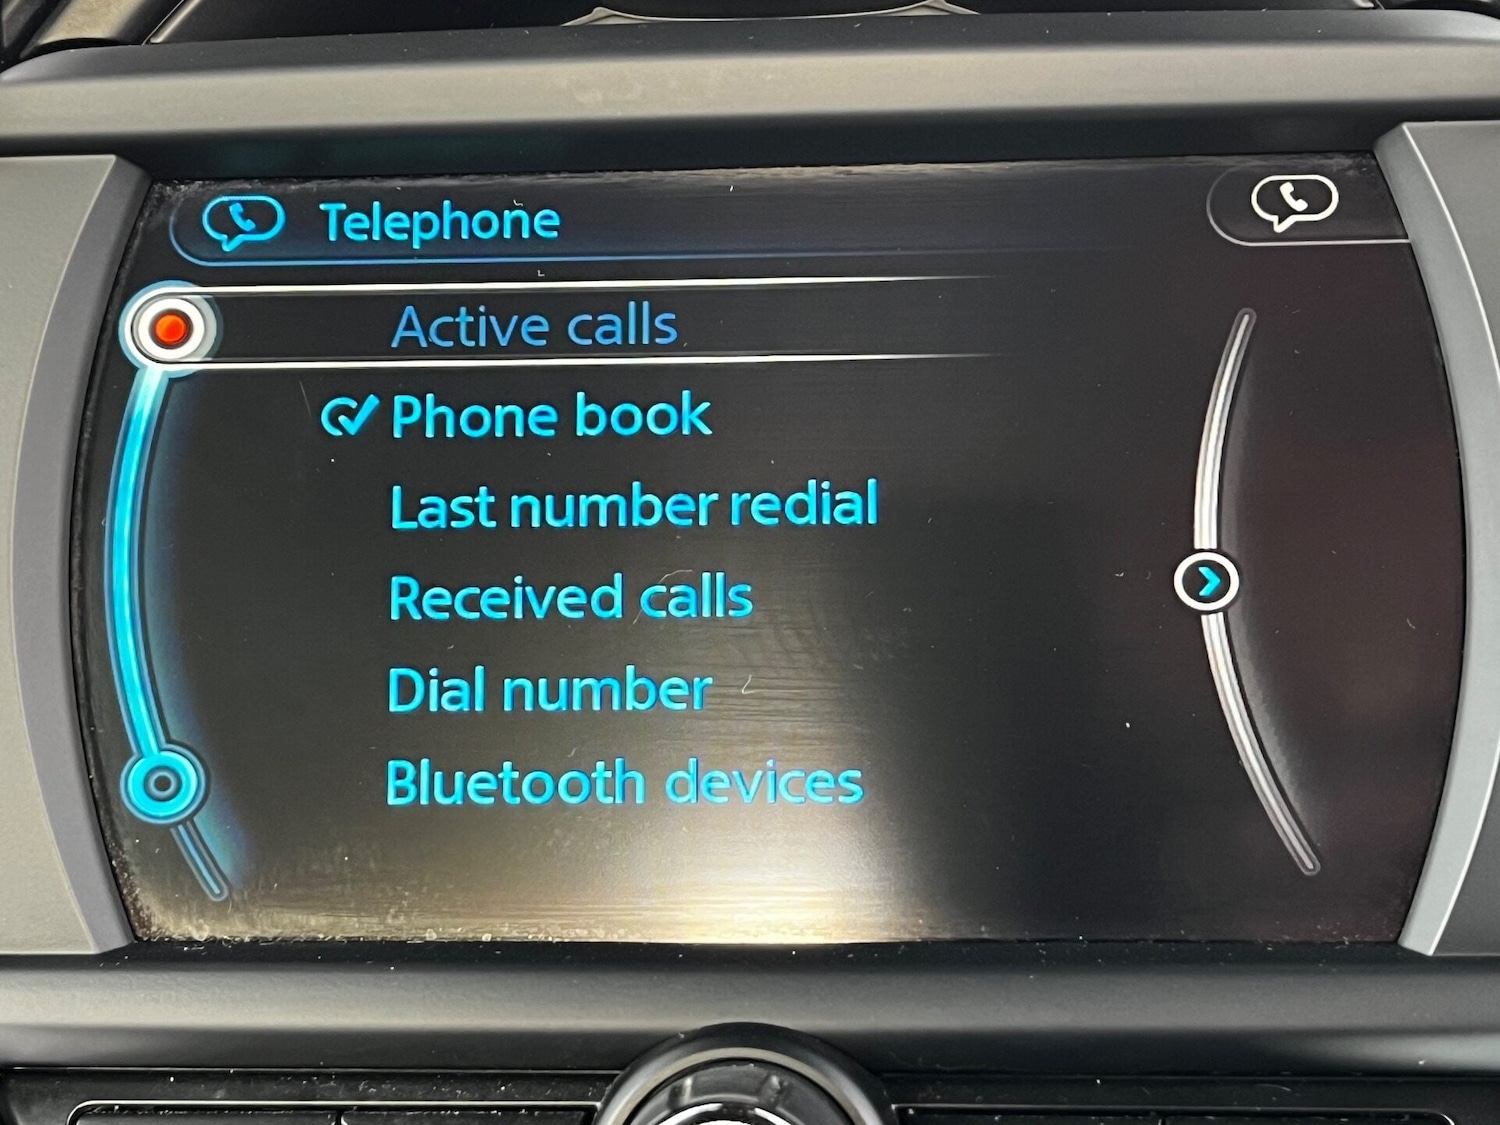 Telephone
Active calls
Phone book
Last number redial
Received calls
Dial number
Bluetooth devices